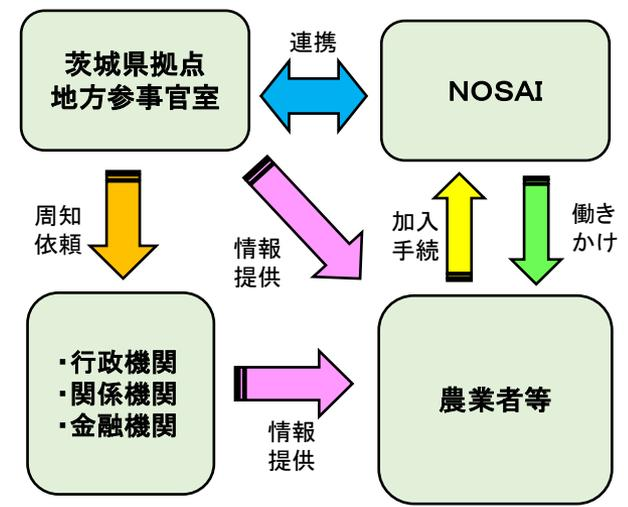 茨城県拠点
地方参事官室
連携
NOSAI
周知
依頼
情報
提供
加入
手続
働き
かけ
・行政機関
・関係機関
・金融機関
情報
提供
農業者等